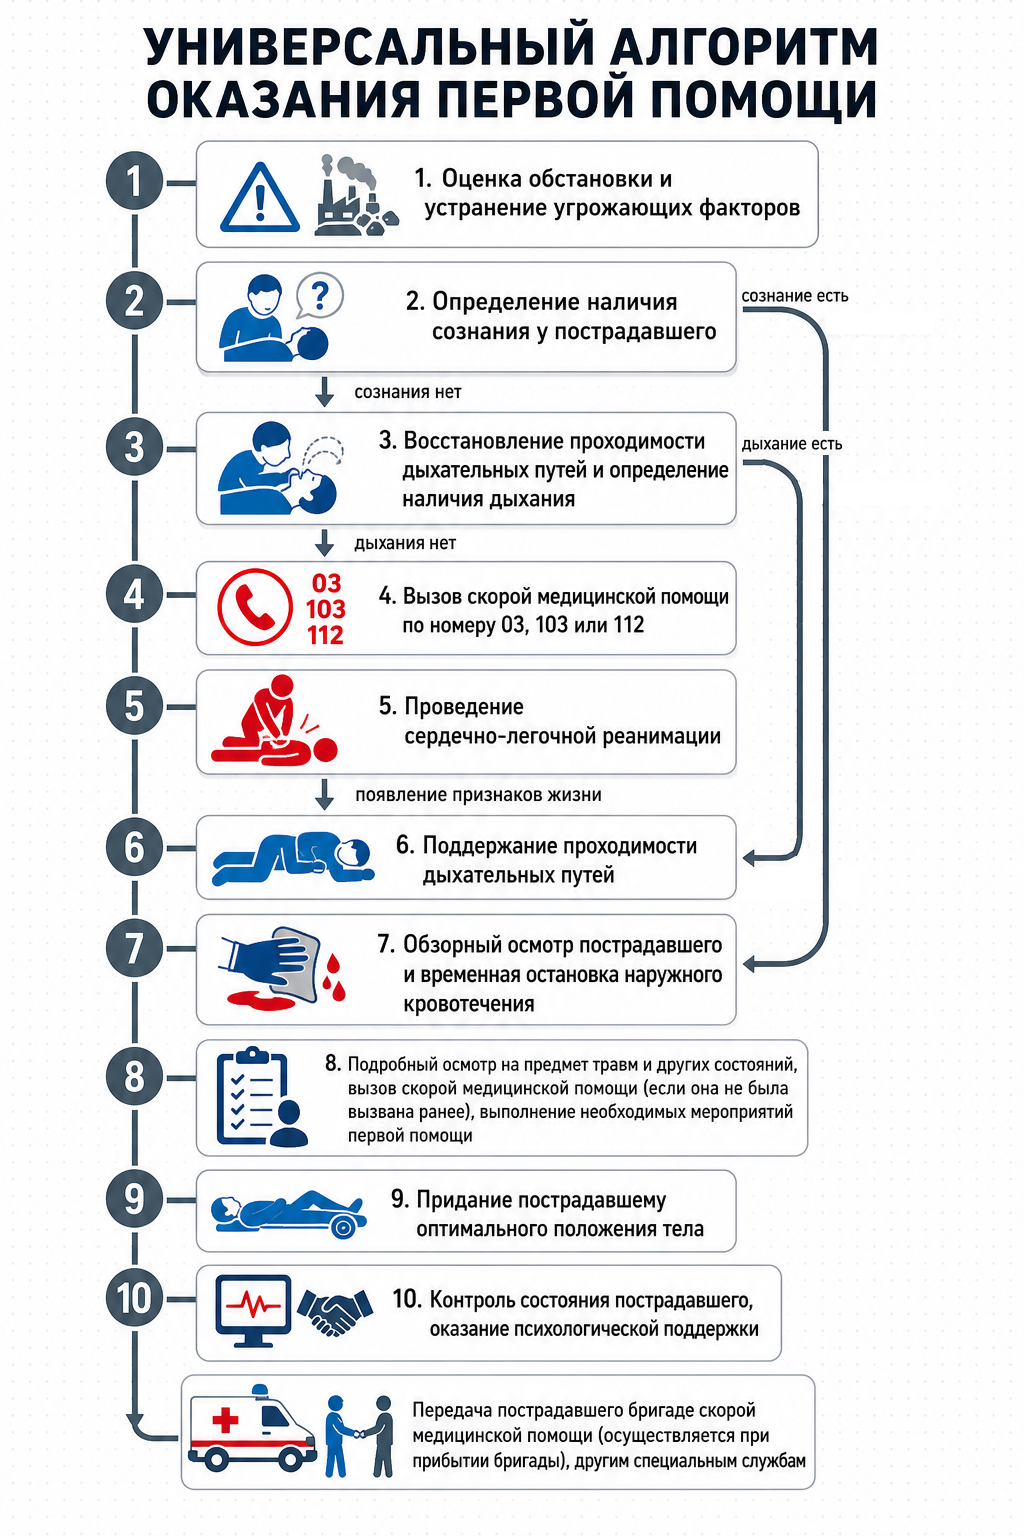 УНИВЕРСАЛЬНЫЙ АЛГОРИТМ
ОКАЗАНИЯ ПЕРВОЙ ПОМОЩИ
1
1. Оценка обстановки и
устранение угрожающих факторов
2
?
2. Определение наличия
сознания у пострадавшего
сознание есть
сознания нет
3
3. Восстановление проходимости
дыхательных путей и определение
наличия дыхания
дыхание есть
дыхания нет
4
03
103
112
4. Вызов скорой медицинской помощи
по номеру 03, 103 или 112
5
5. Проведение
сердечно-легочной реанимации
появление признаков жизни
6
6. Поддержание проходимости
дыхательных путей
7
7. Обзорный осмотр пострадавшего
и временная остановка наружного
кровотечения
8
8. Подробный осмотр на предмет травм и других состояний,
вызов скорой медицинской помощи (если она не была
вызвана ранее), выполнение необходимых мероприятий
первой помощи
9
9. Придание пострадавшему
оптимального положения тела
10
10. Контроль состояния пострадавшего,
оказание психологической поддержки
Передача пострадавшего бригаде скорой
медицинской помощи (осуществляется при
прибытии бригады), другим специальным службам